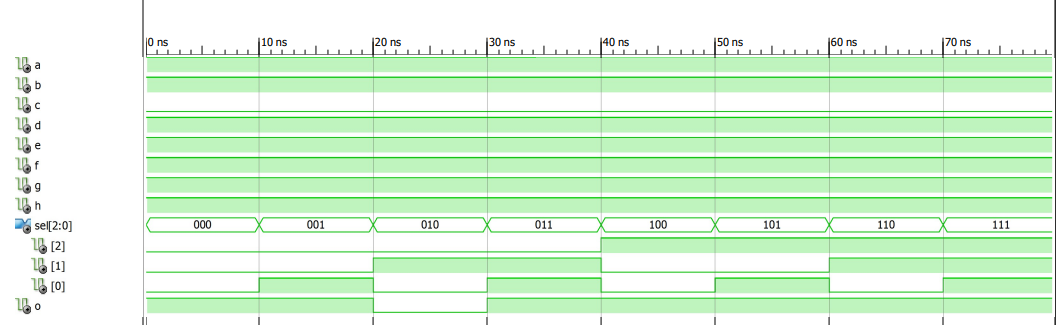 0 ns 10 ns 20 ns 30 ns 40 ns 50 ns 60 ns 70 ns
a
b
c
d
e
f
g
h
sel[2:0] 000 001 010 011 100 101 110 111
[2]
[1]
[0]
o